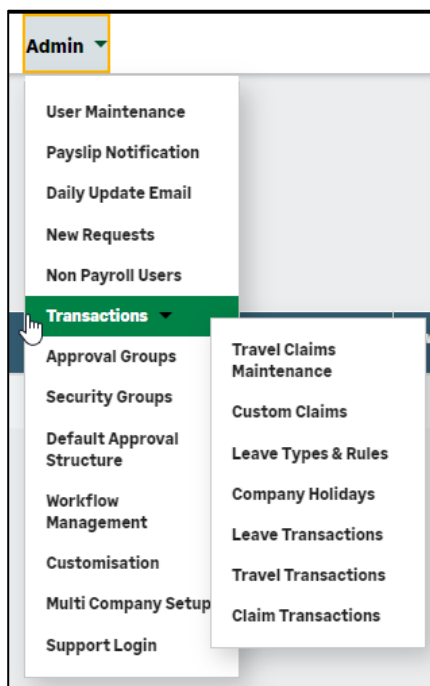 Admin
User Maintenance
Payslip Notification
Daily Update Email
New Requests
Non Payroll Users
Transactions
Approval Groups
Security Groups
Default Approval
Structure
Workflow
Management
Customisation
Multi Company Setup
Support Login
Travel Claims
Maintenance
Custom Claims
Leave Types & Rules
Company Holidays
Leave Transactions
Travel Transactions
Claim Transactions